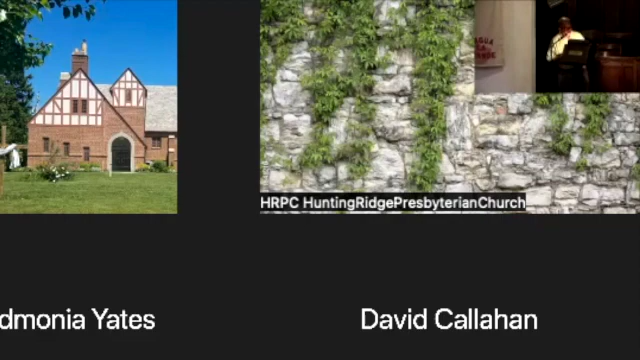 HRPC HuntingRidgePresbyterianChurch
dmonia Yates
David Callahan